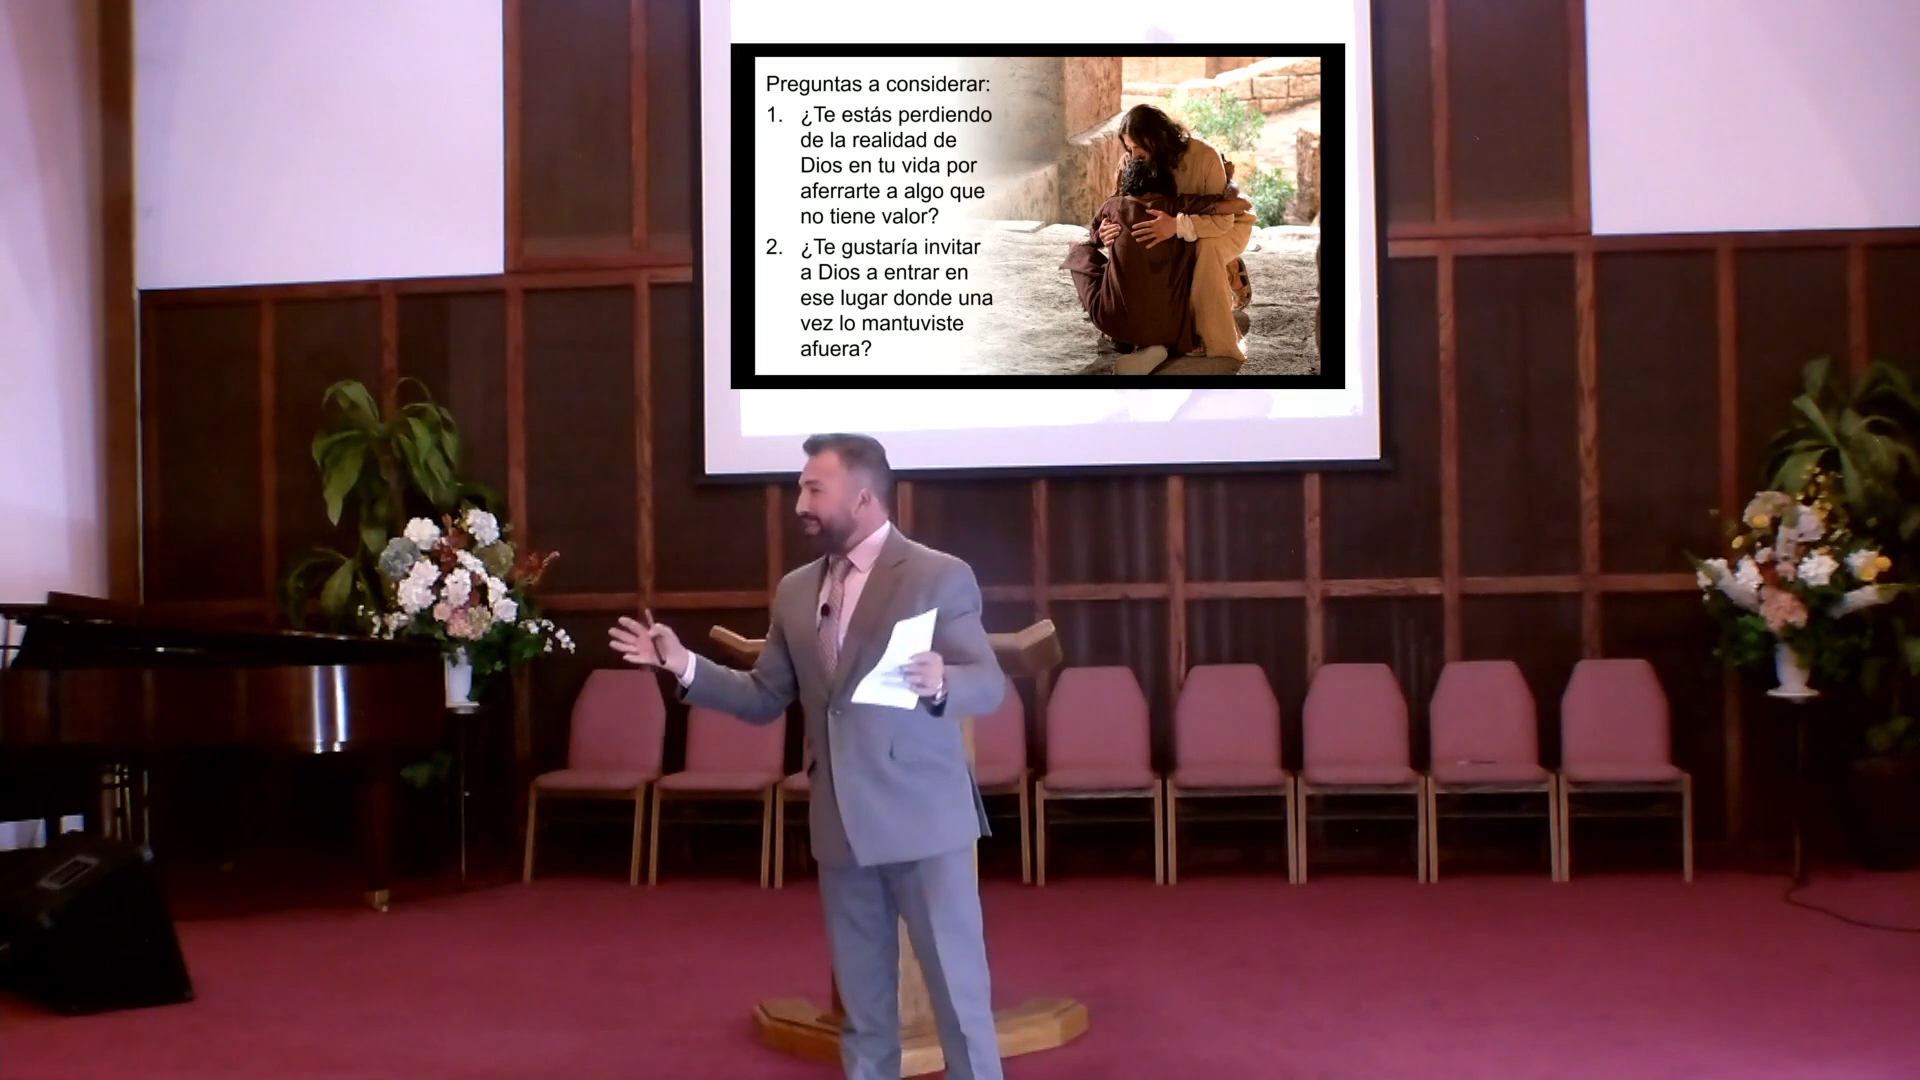 Preguntas a considerar:
1. ¿Te estás perdiendo
de la realidad de
Dios en tu vida por
aferrarte a algo que
no tiene valor?
2. ¿Te gustaría invitar
a Dios a entrar en
ese lugar donde una
vez lo mantuviste
afuera?